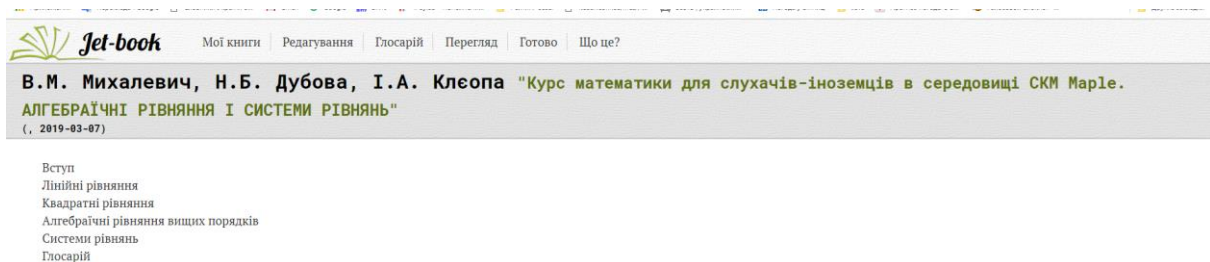 Jet-book Мої книги Редагування Глосарій Перегляд Готово Що це?
В.М. Михалевич, Н.Б. Дубова, І.А. Клєопа "Курс математики для слухачів-іноземців в середовищі СКМ Maple.
АЛГЕБРАЇЧНІ РІВНЯННЯ І СИСТЕМИ РІВНЯНЬ"
(, 2019-03-07)
Вступ
Лінійні рівняння
Квадратні рівняння
Алгебраїчні рівняння вищих порядків
Системи рівнянь
Глосарій